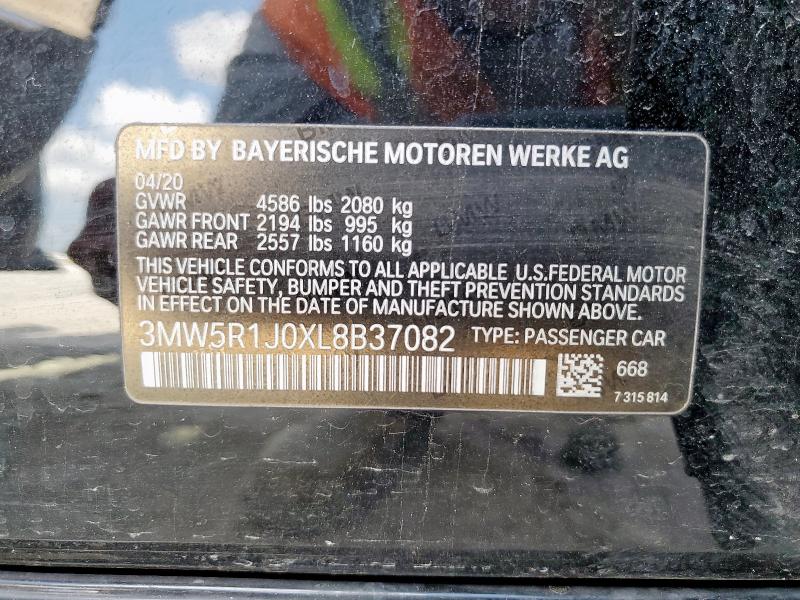 MFD BY BAYERISCHE MOTOREN WERKE AG
04/20
GVWR 4586 lbs 2080 kg
GAWR FRONT 2194 lbs 995 kg
GAWR REAR 2557 lbs 1160 kg
THIS VEHICLE CONFORMS TO ALL APPLICABLE U.S.FEDERAL MOTOR
VEHICLE SAFETY, BUMPER AND THEFT PREVENTION STANDARDS
IN EFFECT ON THE DATE OF MANUFACTURE SHOWN ABOVE.
3MW5R1J0XL8B37082 TYPE: PASSENGER CAR
668
7 315 814